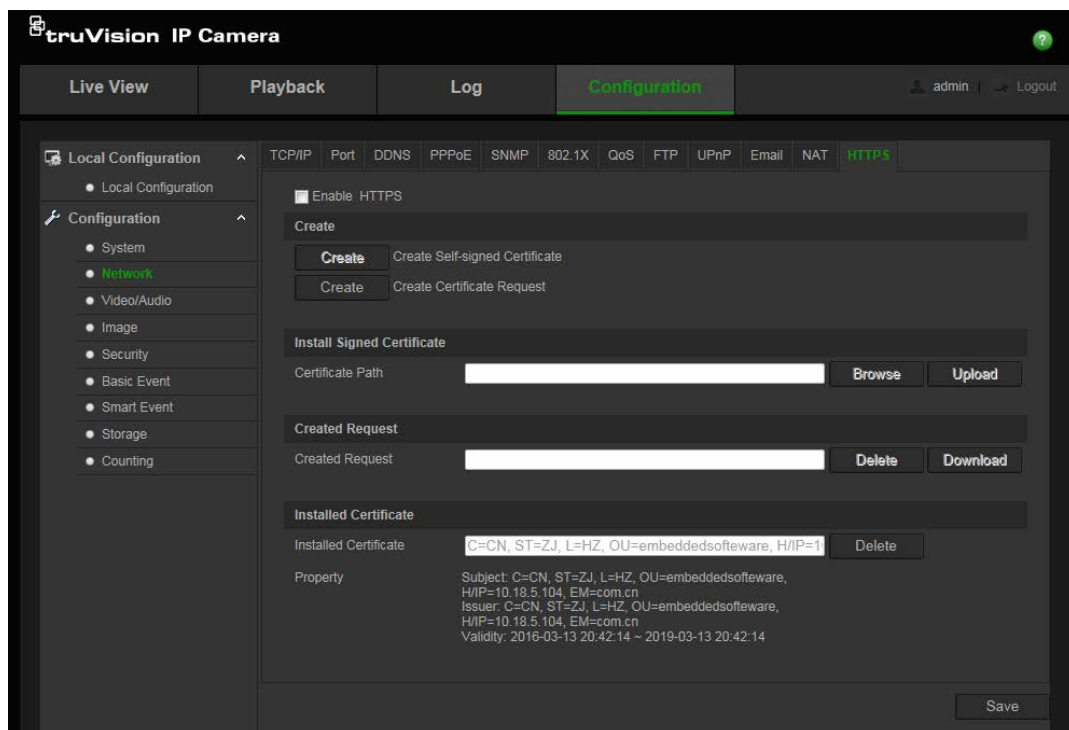 truVision IP Camera
?
Live View Playback Log Configuration admin Logout
Local Configuration
Local Configuration
Configuration
System
Network
Video/Audio
Image
Security
Basic Event
Smart Event
Storage
Counting
TCP/IP Port DDNS PPPoE SNMP 802.1X QoS FTP UPnP Email NAT HTTPS
Enable HTTPS
Create
Create Create Self-signed Certificate
Create Create Certificate Request
Install Signed Certificate
Certificate Path Browse Upload
Created Request
Created Request Delete Download
Installed Certificate
Installed Certificate C=CN, ST=ZJ, L=HZ, OU=embeddedsofteware, H/IP=1 Delete
Property Subject: C=CN, ST=ZJ, L=HZ, OU=embeddedsofteware,
H/IP=10.18.5.104, EM=com.cn
Issuer: C=CN, ST=ZJ, L=HZ, OU=embeddedsofteware,
H/IP=10.18.5.104, EM=com.cn
Validity: 2016-03-13 20:42:14 ~ 2019-03-13 20:42:14
Save